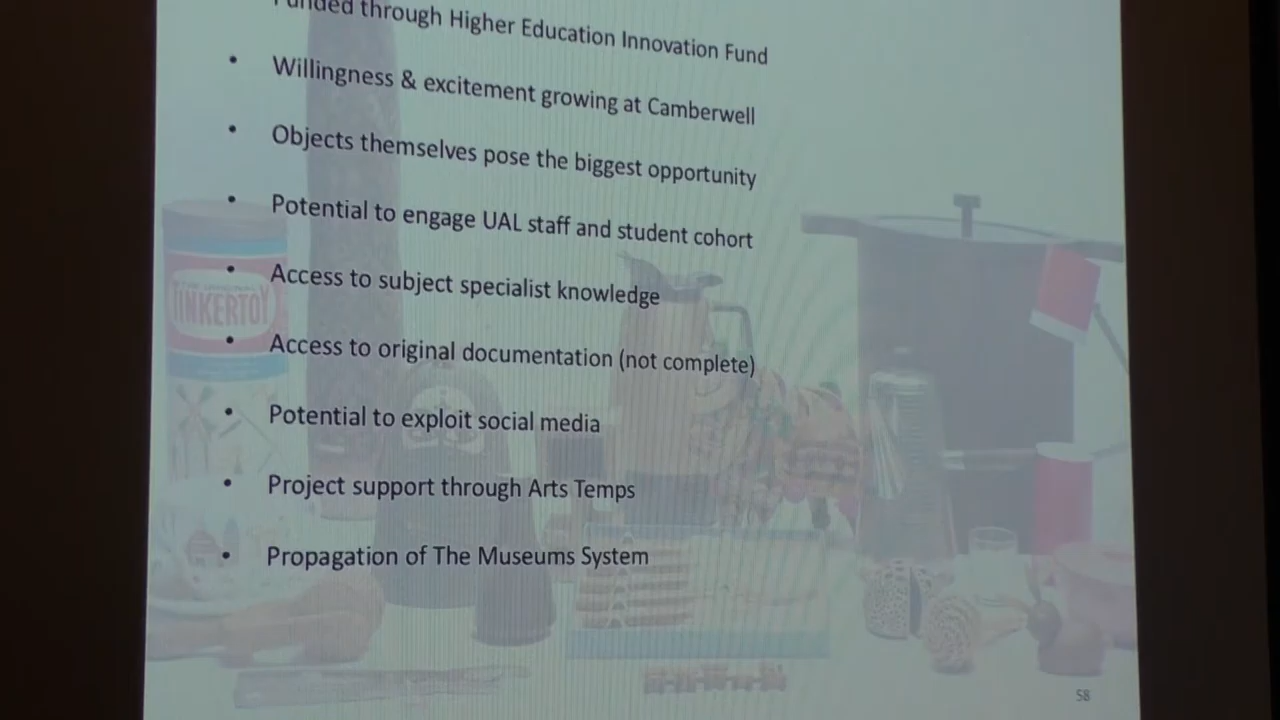 Funded through Higher Education Innovation Fund
• Willingness & excitement growing at Camberwell
• Objects themselves pose the biggest opportunity
• Potential to engage UAL staff and student cohort
• Access to subject specialist knowledge
• Access to original documentation (not complete)
• Potential to exploit social media
• Project support through Arts Temps
• Propagation of The Museums System
TINKERTOY
58